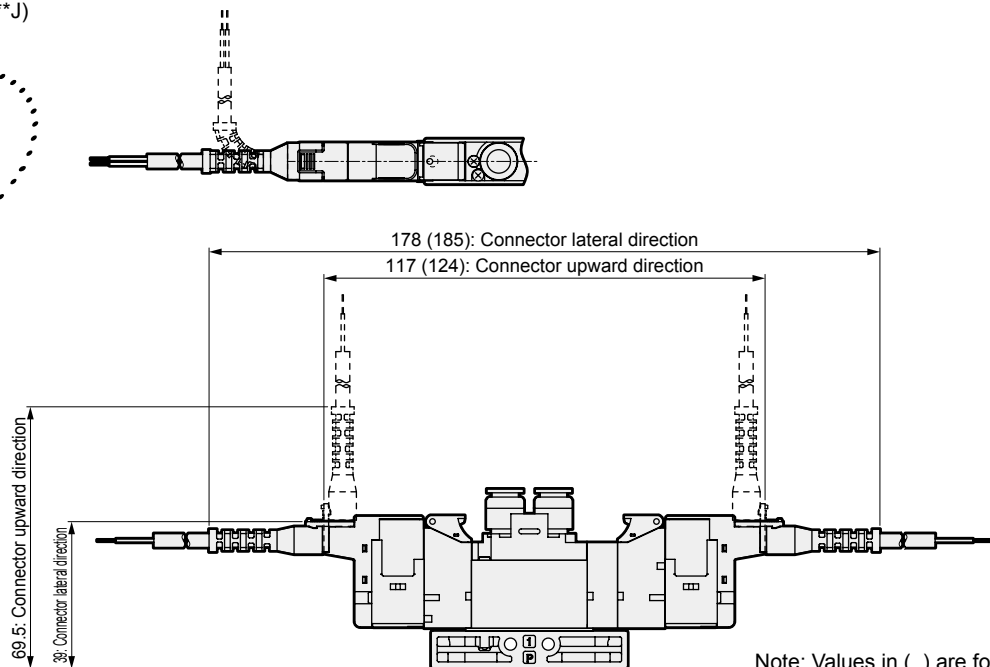 *J)
178 (185): Connector lateral direction
117 (124): Connector upward direction
69.5: Connector upward direction
39: Connector lateral direction
1
P
Note: Values in ( ) are fo